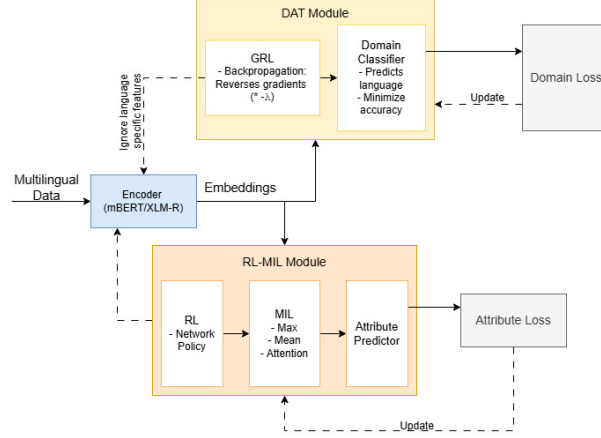 DAT Module
GRL
- Backpropagation:
Reverses gradients
(* -λ)
Domain
Classifier
- Predicts
language
- Minimize
accuracy
Domain Loss
Update
Ignore language
specific features
Multilingual
Data
Encoder
(mBERT/XLM-R)
Embeddings
RL-MIL Module
RL
- Network
Policy
MIL
- Max
- Mean
- Attention
Attribute
Predictor
Attribute Loss
Update